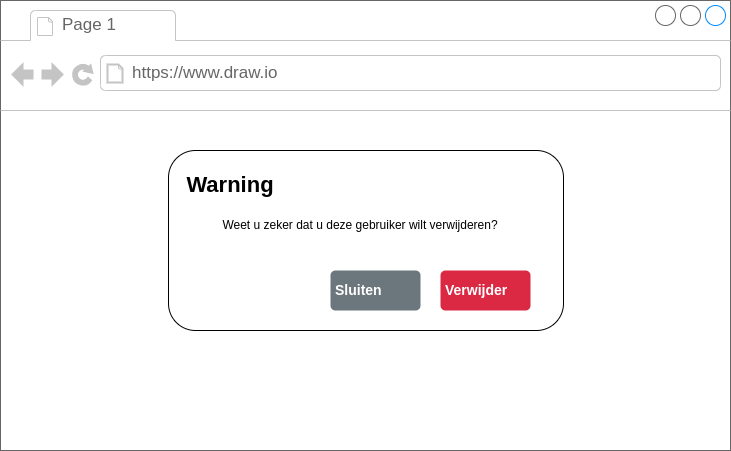 Page 1
https://www.draw.io
Warning
Weet u zeker dat u deze gebruiker wilt verwijderen?
Sluiten
Verwijder